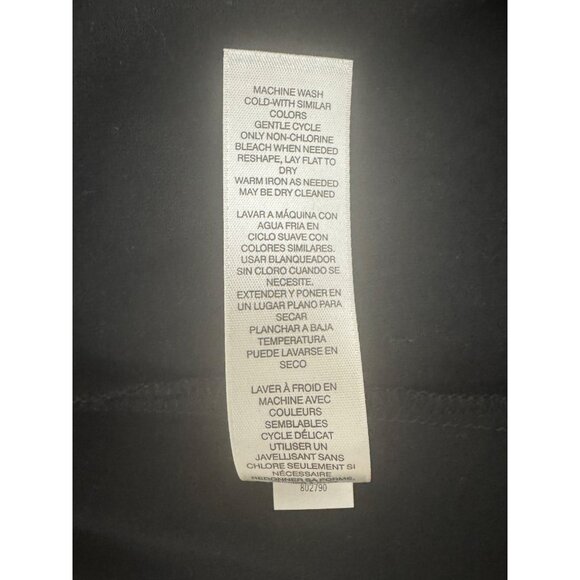 MACHINE WASH
COLD-WITH SIMILAR
COLORS
GENTLE CYCLE
ONLY NON-CHLORINE
BLEACH WHEN NEEDED
RESHAPE, LAY FLAT TO
DRY
WARM IRON AS NEEDED
MAY BE DRY CLEANED
LAVAR A MÁQUINA CON
AGUA FRIA EN
CICLO SUAVE CON
COLORES SIMILARES.
USAR BLANQUEADOR
SIN CLORO CUANDO SE
NECESITE.
EXTENDER Y PONER EN
UN LUGAR PLANO PARA
SECAR
PLANCHAR A BAJA
TEMPERATURA
PUEDE LAVARSE EN
SECO
LAVER À FROID EN
MACHINE AVEC
COULEURS
SEMBLABLES
CYCLE DÉLICAT
UTILISER UN
JAVELLISANT SANS
CHLORE SEULEMENT SI
NÉCESSAIRE
REDONNER SA FORME,
802790